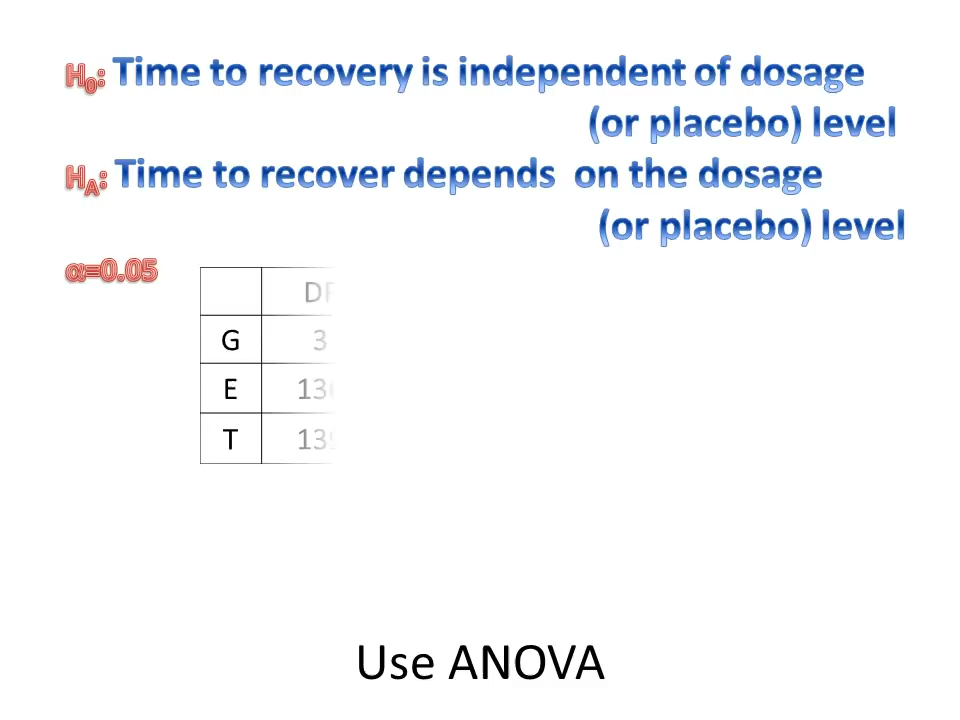 H0: Time to recovery is independent of dosage
(or placebo) level
HA: Time to recover depends on the dosage
(or placebo) level
α=0.05
G 3
E
T
Use ANOVA